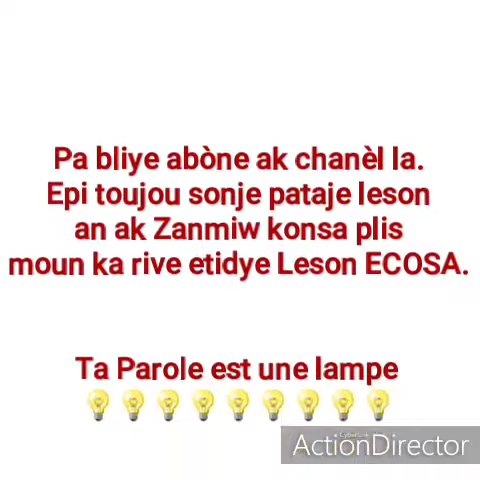 Pa bliye abòne ak chanèl la.
Epi toujou sonje pataje leson
an ak Zanmiw konsa plis
moun ka rive etidye Leson ECOSA.
Ta Parole est une lampe
ActionDirector